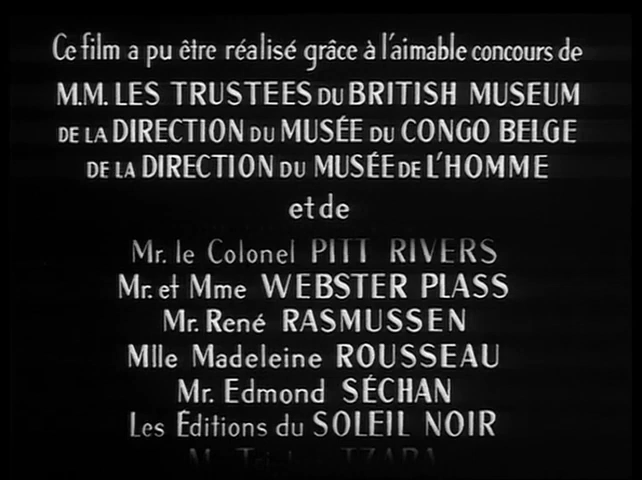 Ce film a pu être réalisé grâce à l'aimable concours de
M.M. LES TRUSTEES DU BRITISH MUSEUM
DE LA DIRECTION DU MUSÉE DU CONGO BELGE
DE LA DIRECTION DU MUSÉE DE L'HOMME
et de
Mr. le Colonel PITT RIVERS
Mr. et Mme WEBSTER PLASS
Mr. René RASMUSSEN
Mlle Madeleine ROUSSEAU
Mr. Edmond SÉCHAN
Les Éditions du SOLEIL NOIR